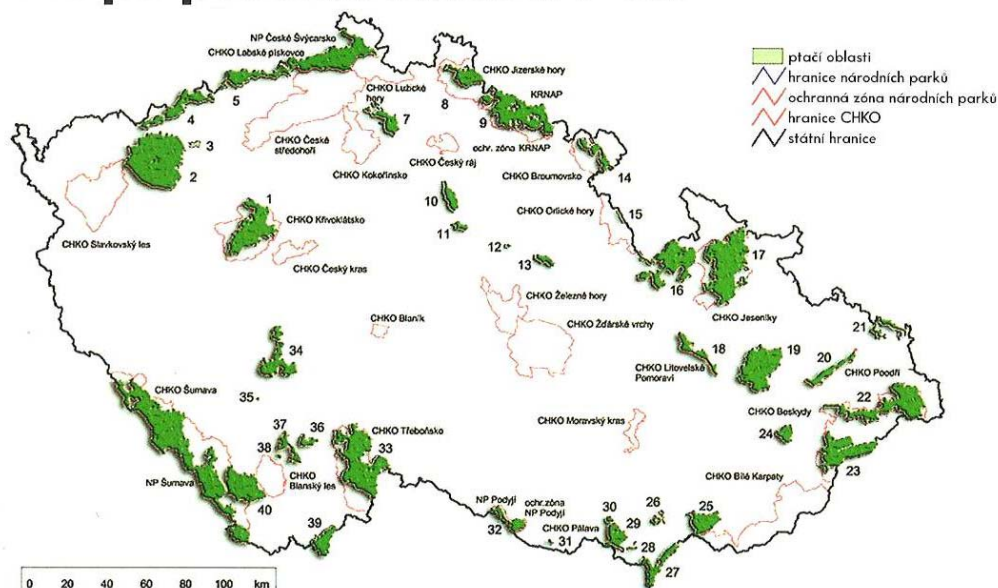 NP České Švýcarsko
CHKO Labské pískovce
CHKO Jizerské hory
CHKO Lužické
hory
KRNAP
5
4
8
7
9
3
2
CHKO České
středohoří
ochr. zóna KRNAP
CHKO Český ráj
CHKO Kokořínsko
CHKO Broumovsko
14
10
1
CHKO Křivoklátsko
CHKO Orlické hory
15
11
CHKO Slavkovský les
CHKO Český kras
12
13
16
17
CHKO Železné hory
CHKO Jeseníky
CHKO Blaník
CHKO Žďárské vrchy
21
34
18
19
20
CHKO Litovelské
Pomoraví
CHKO Poodří
CHKO Šumava
35
22
CHKO Beskydy
37
36
CHKO Třeboňsko
CHKO Moravský kras
24
38
33
23
CHKO
Blanský les
CHKO Bílé Karpaty
NP Šumava
40
NP Podyjí
ochr.zóna
NP Podyjí
32
CHKO Pálava
31
30
29
28
26
25
39
27
0 20 40 60 80 100 km
ptačí oblasti
hranice národních parků
ochranná zóna národních parků
hranice CHKO
státní hranice